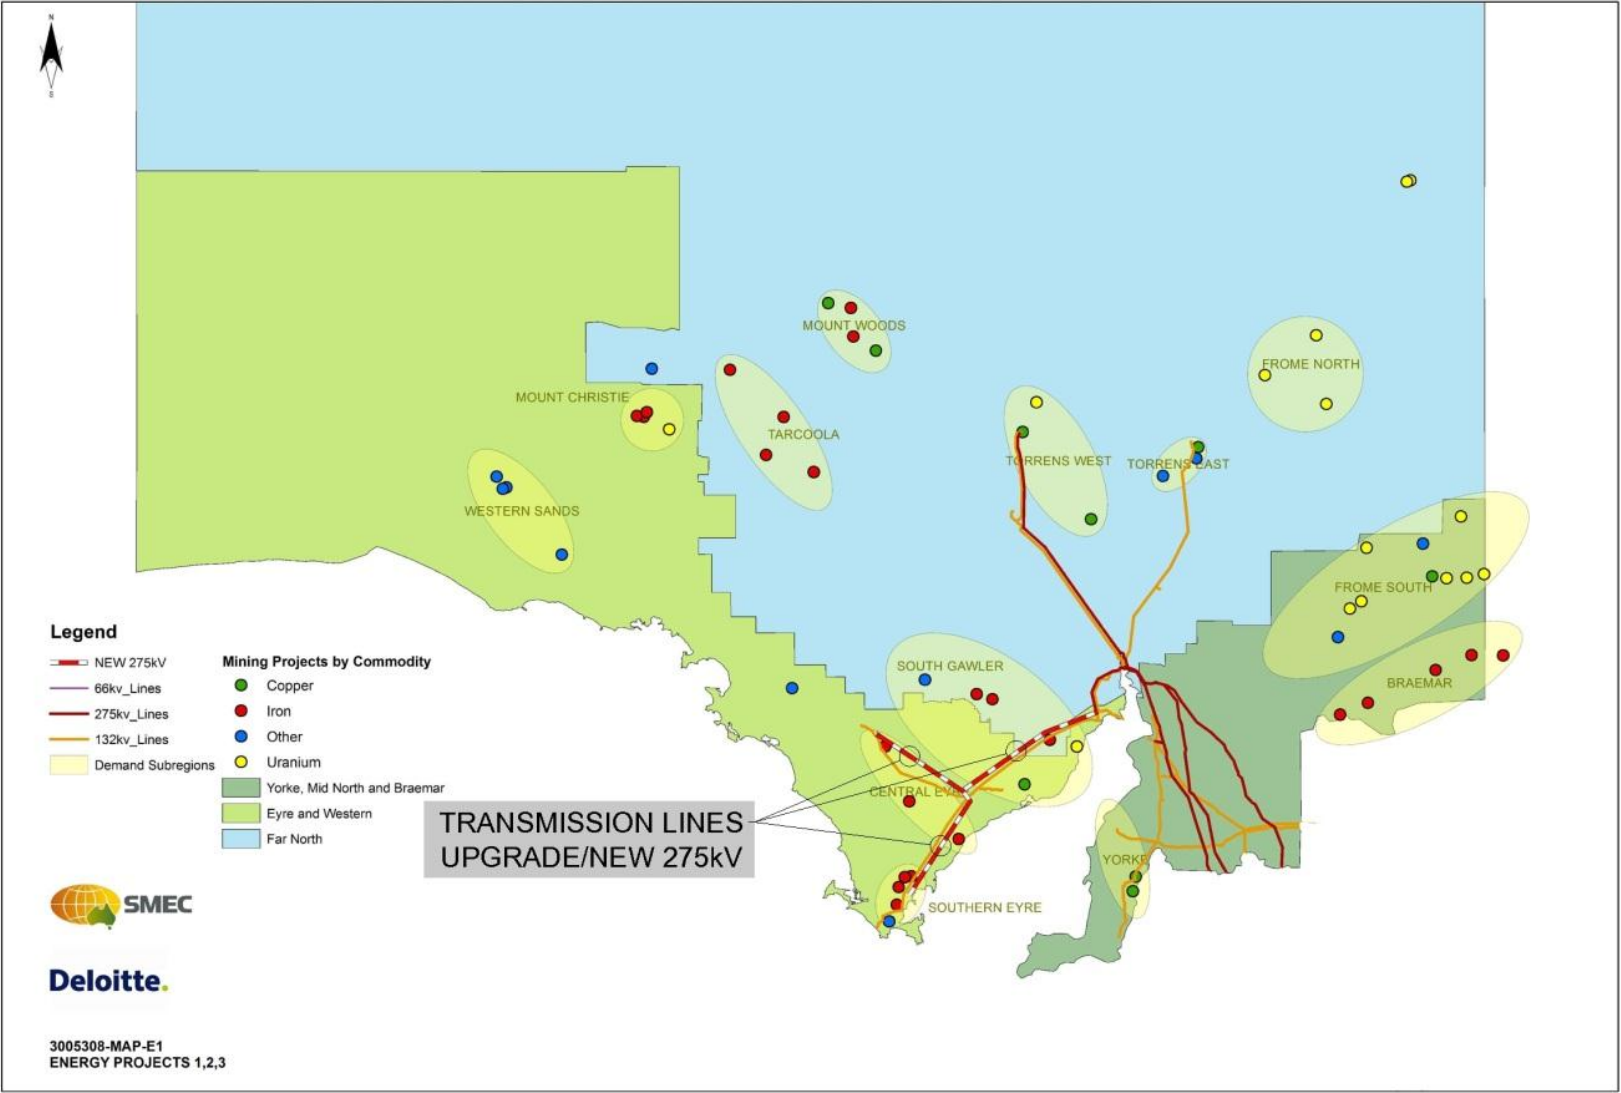 N
S
MOUNT WOODS
FROME NORTH
MOUNT CHRISTIE
TARCOOLA
TORRENS WEST
TORRENS EAST
WESTERN SANDS
FROME SOUTH
SOUTH GAWLER
BRAEMAR
CENTRAL EYRE
YORKE
SOUTHERN EYRE
TRANSMISSION LINES
UPGRADE/NEW 275kV
Legend
NEW 275kV
66kv_Lines
275kv_Lines
132kv_Lines
Demand Subregions
Mining Projects by Commodity
Copper
Iron
Other
Uranium
Yorke, Mid North and Braemar
Eyre and Western
Far North
SMEC
Deloitte.
3005308-MAP-E1
ENERGY PROJECTS 1,2,3